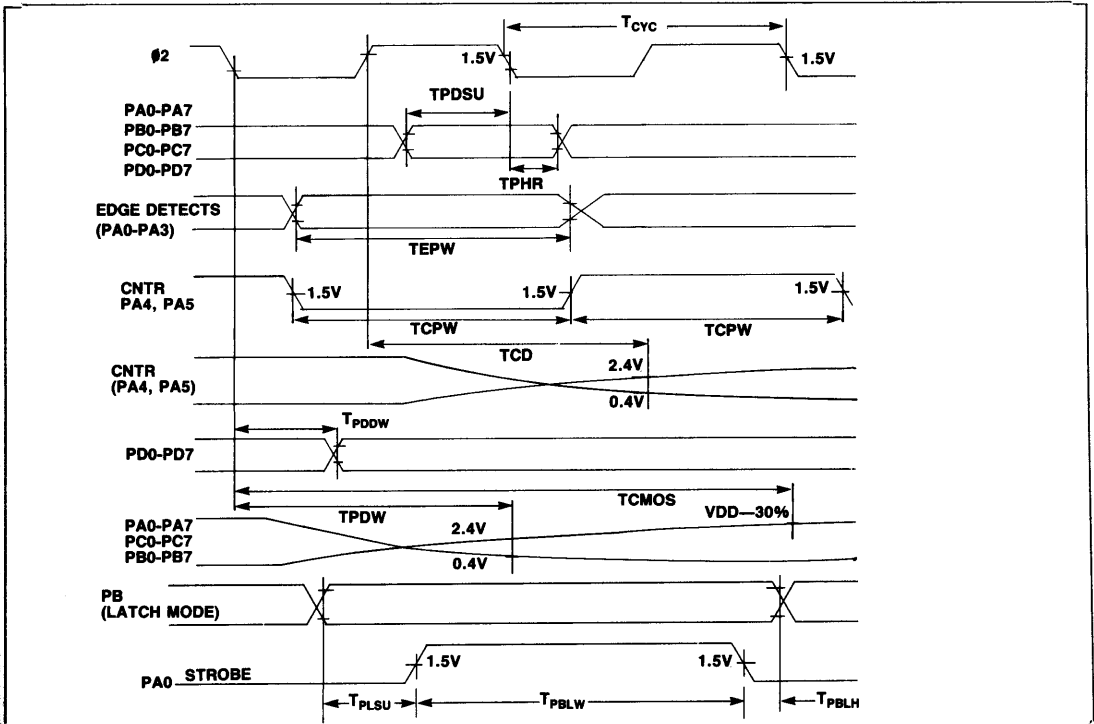 T_CYC
ø2
1.5V
1.5V
TPDSU
PA0-PA7
PB0-PB7
PC0-PC7
PD0-PD7
TPHR
EDGE DETECTS
(PA0-PA3)
TEPW
CNTR
PA4, PA5
1.5V
1.5V
1.5V
TCPW
TCPW
TCD
CNTR
(PA4, PA5)
2.4V
0.4V
T_PDDW
PD0-PD7
TCMOS
TPDW
VDD—30%
PA0-PA7
PC0-PC7
PB0-PB7
2.4V
0.4V
PB
(LATCH MODE)
PA0 STROBE
1.5V
1.5V
T_PLSU
T_PBLW
T_PBLH